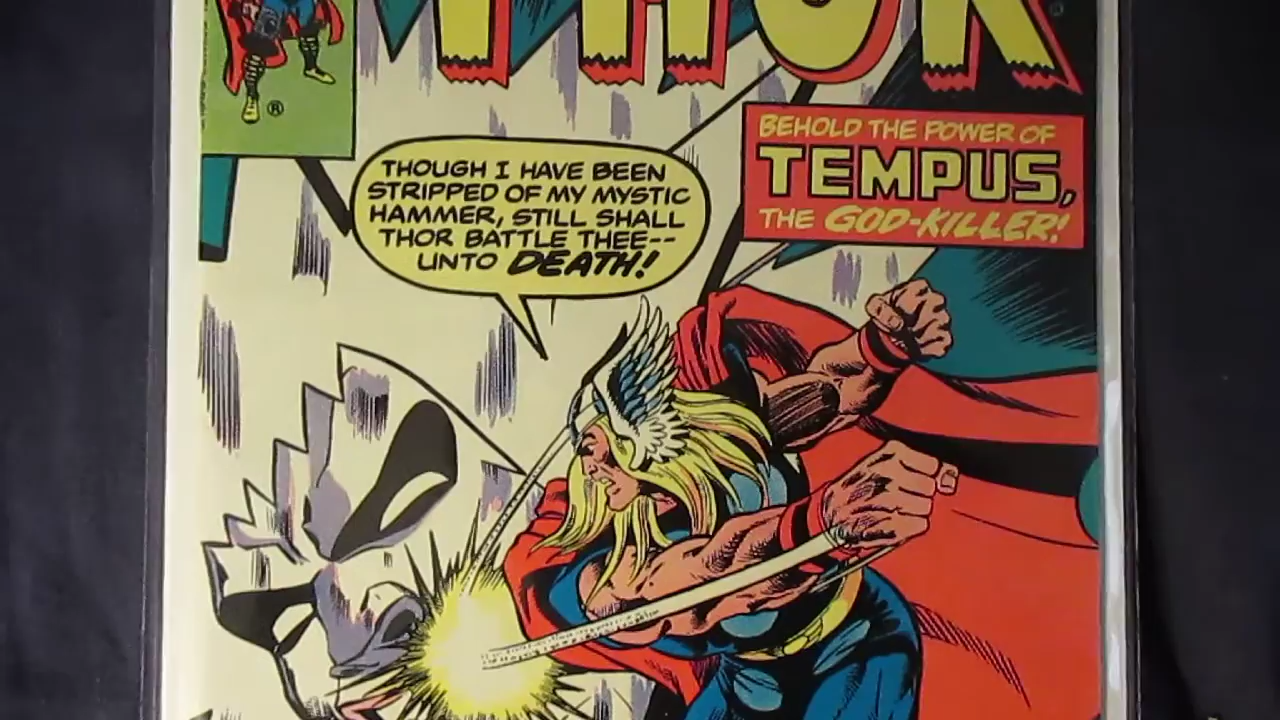 THOR
BEHOLD THE POWER OF
TEMPUS,
THE GOD-KILLER!
THOUGH I HAVE BEEN
STRIPPED OF MY MYSTIC
HAMMER, STILL SHALL
THOR BATTLE THEE--
UNTO DEATH!
®